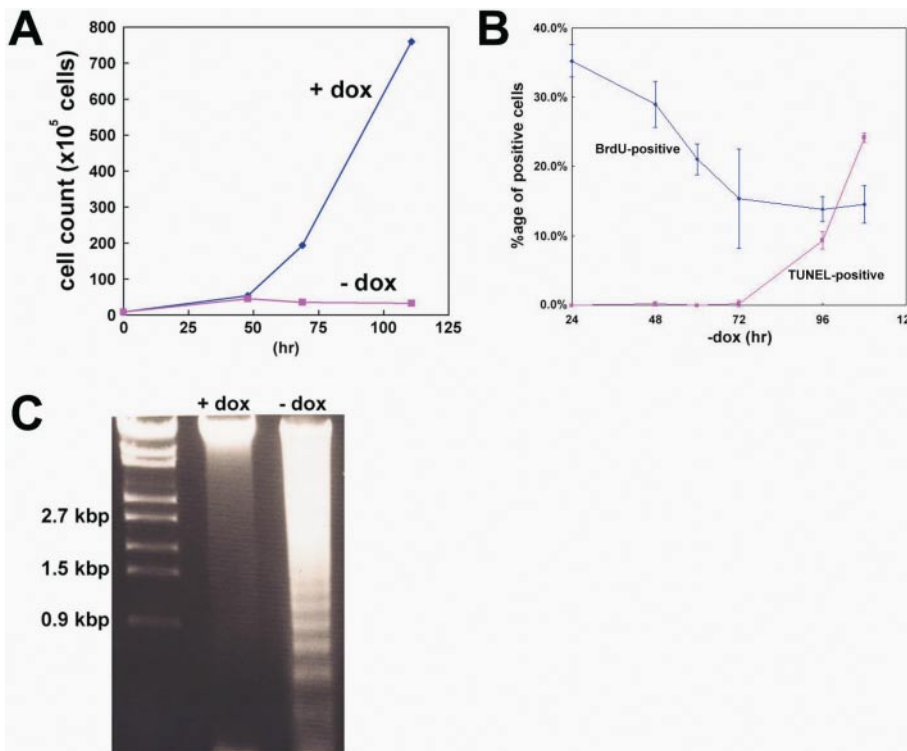 A
cell count (x10⁵ cells)
800
700
600
500
400
300
200
100
0
+ dox
- dox
0 25 50 75 100 125
(hr)
B
%age of positive cells
40.0%
30.0%
20.0%
10.0%
0.0%
BrdU-positive
TUNEL-positive
24 48 72 96 12
-dox (hr)
C
+ dox - dox
2.7 kbp
1.5 kbp
0.9 kbp